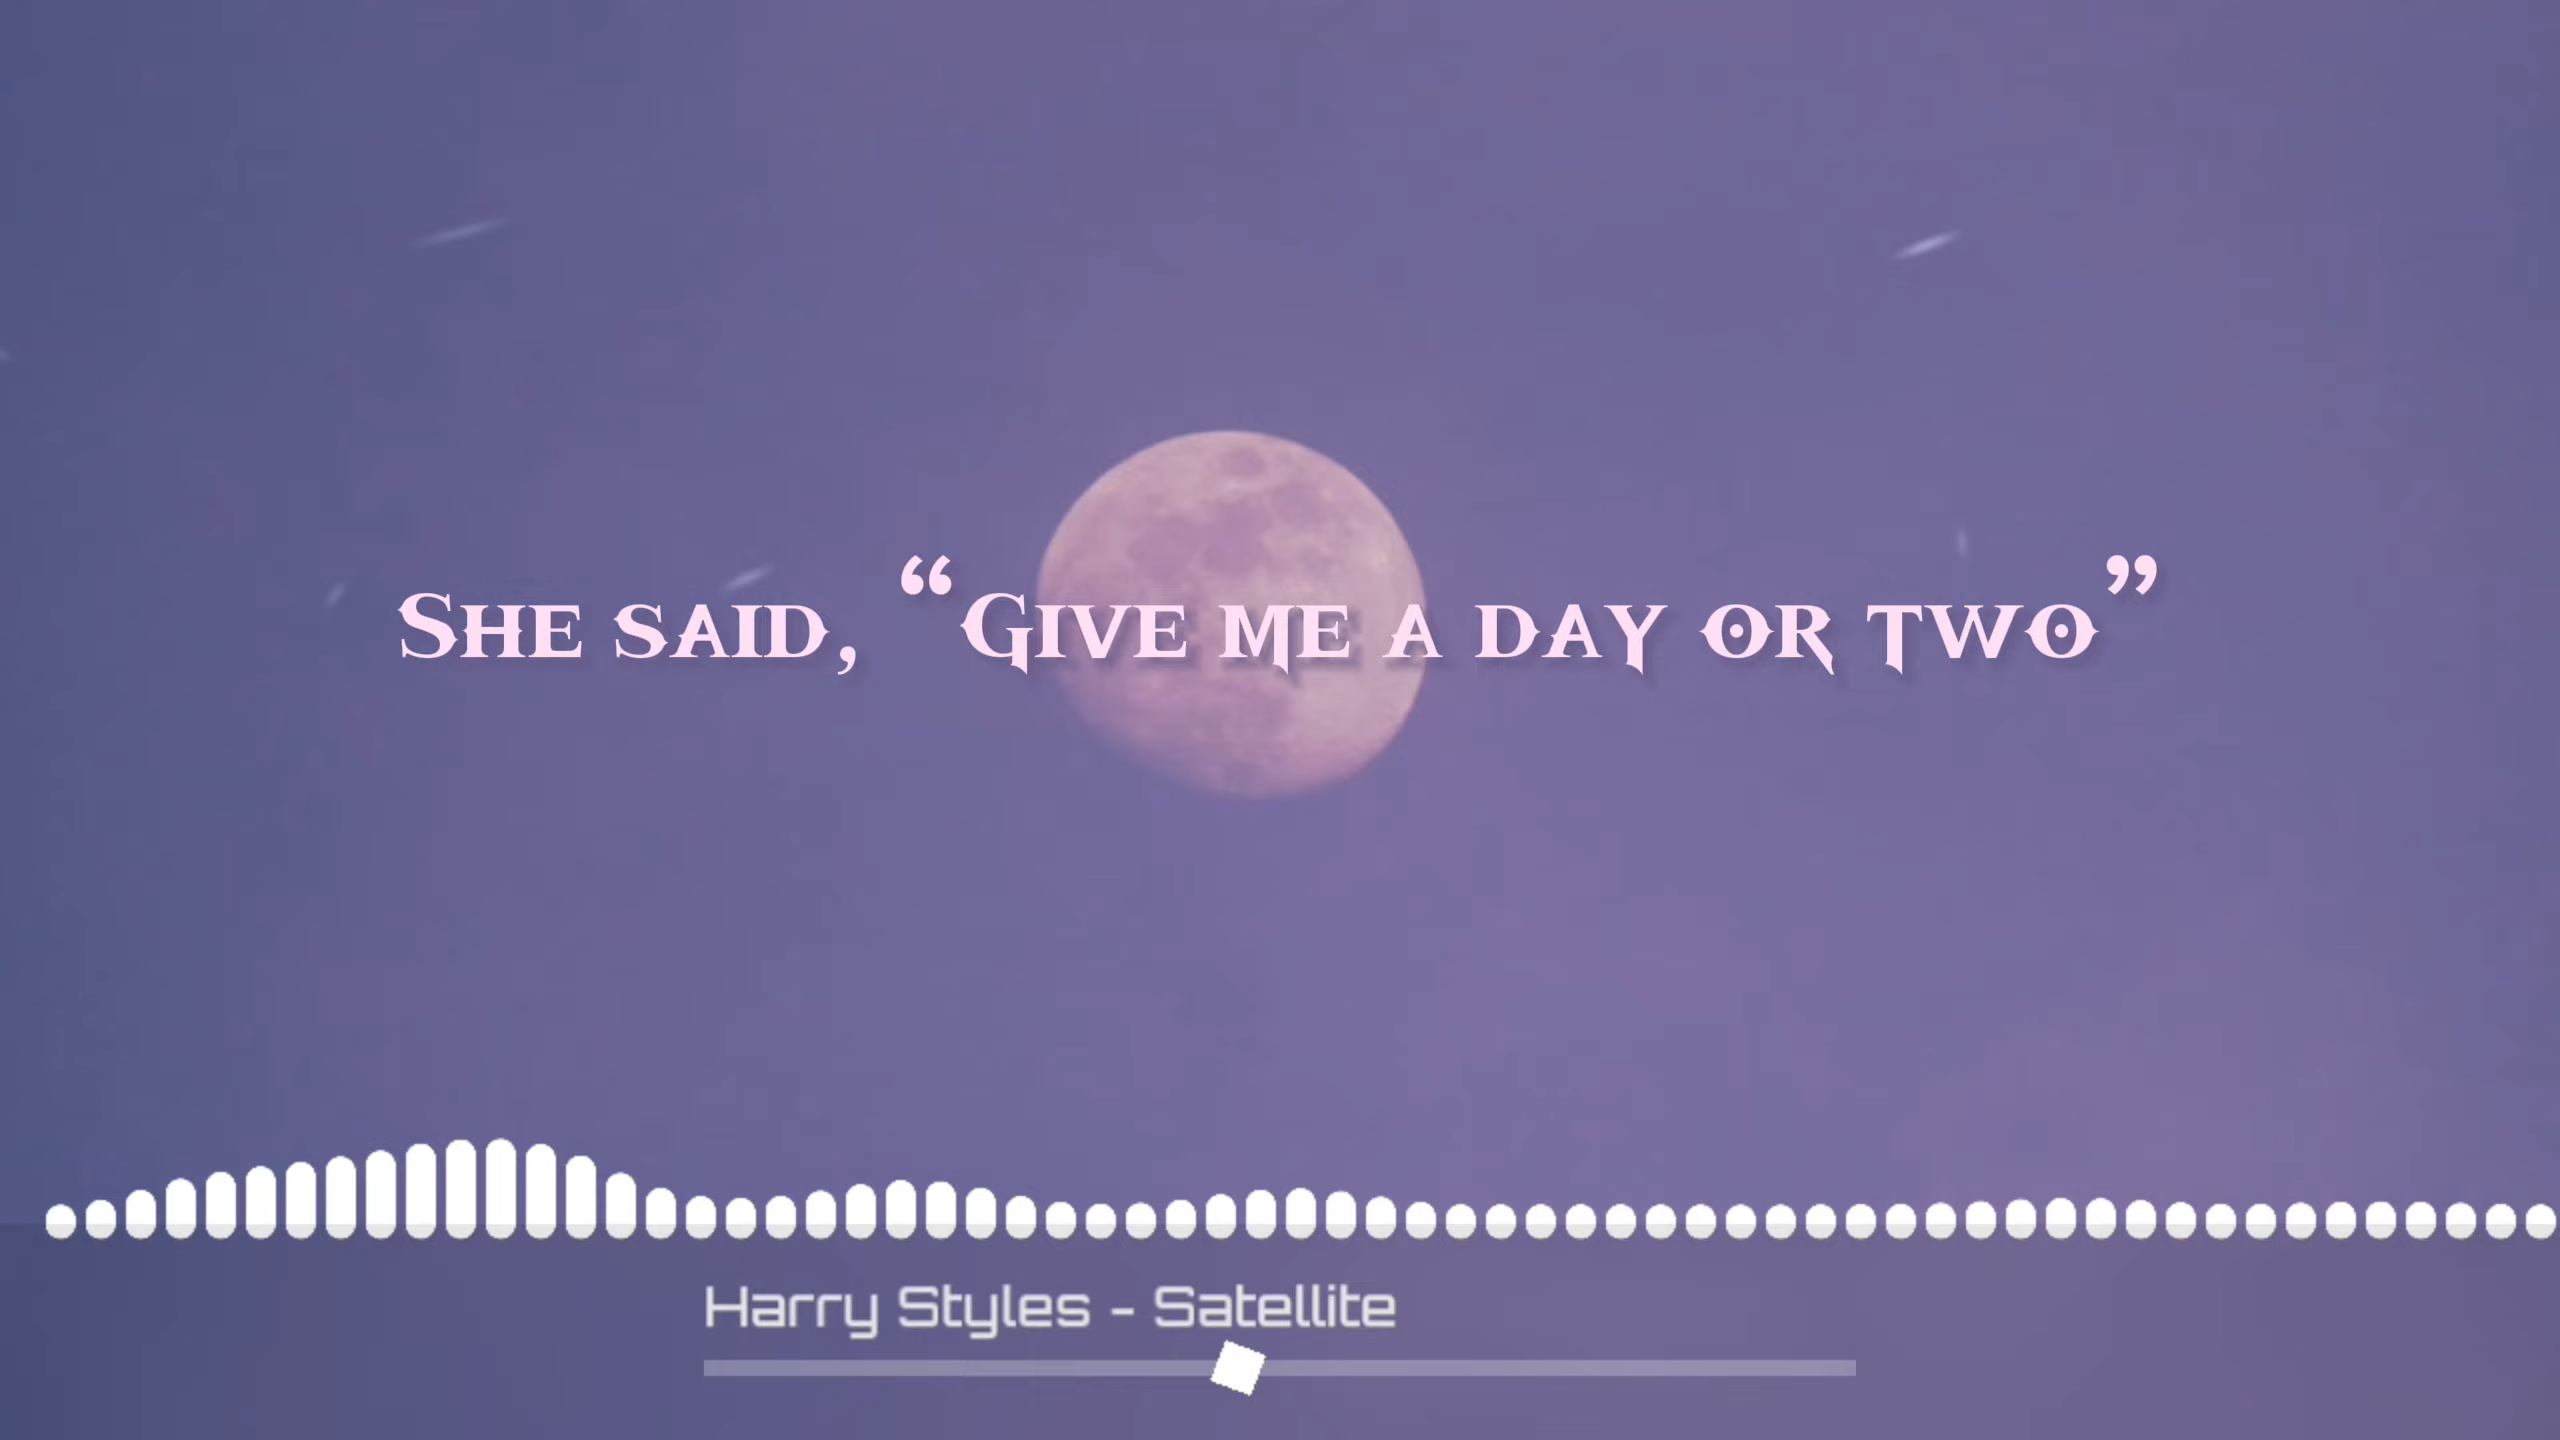 She said, “Give me a day or two”
Harry Styles - Satellite